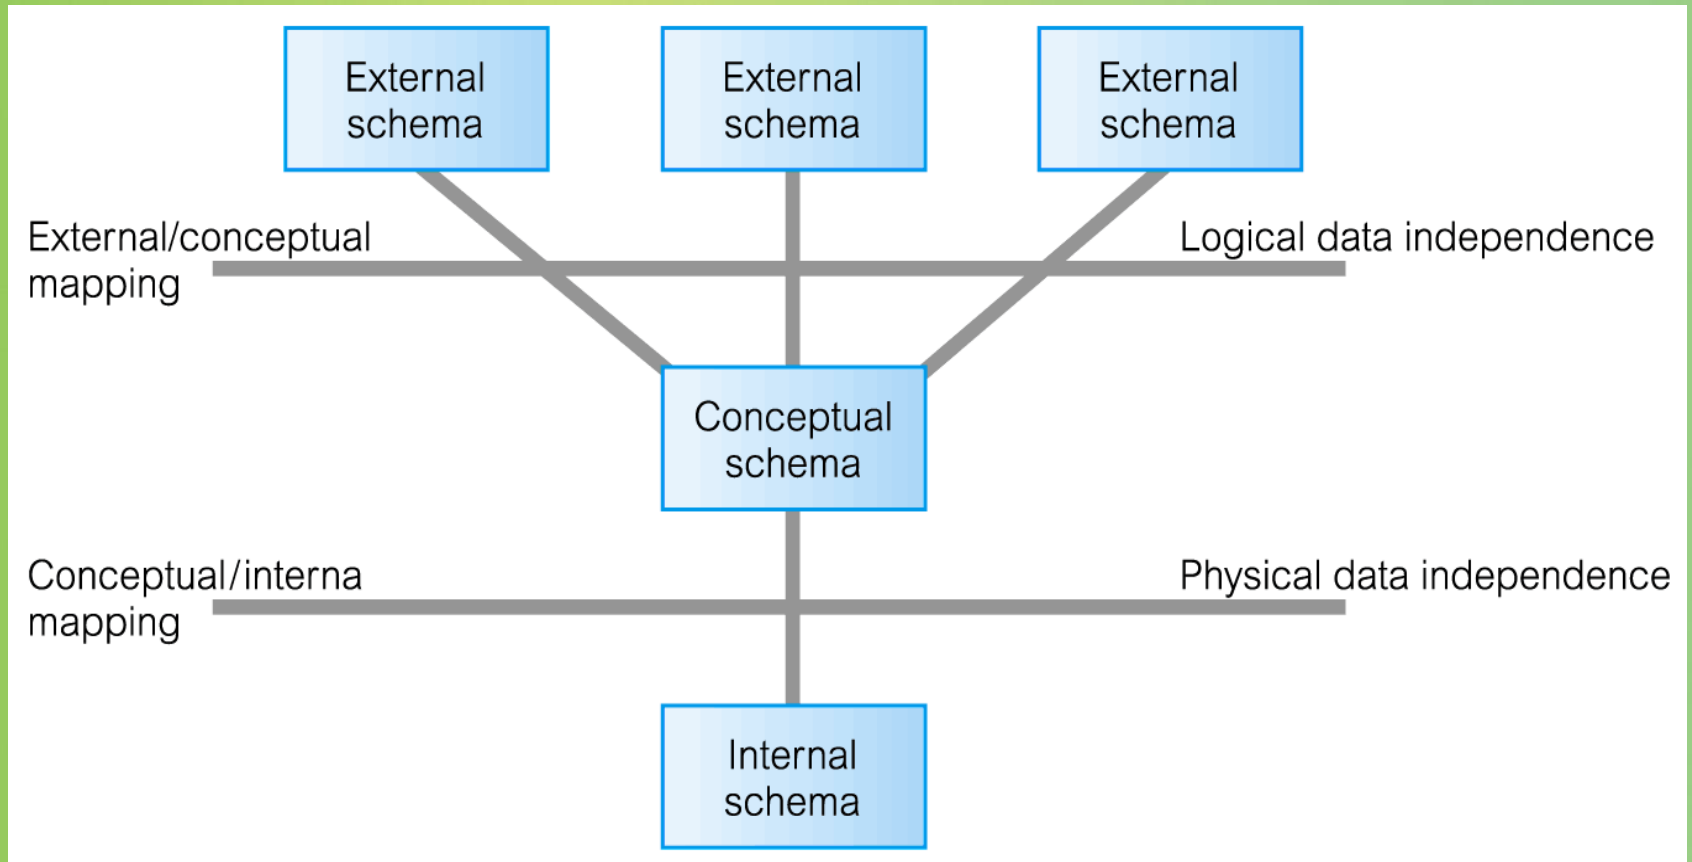 External
schema
External
schema
External
schema
External/conceptual
mapping
Logical data independence
Conceptual
schema
Conceptual/interna
mapping
Physical data independence
Internal
schema